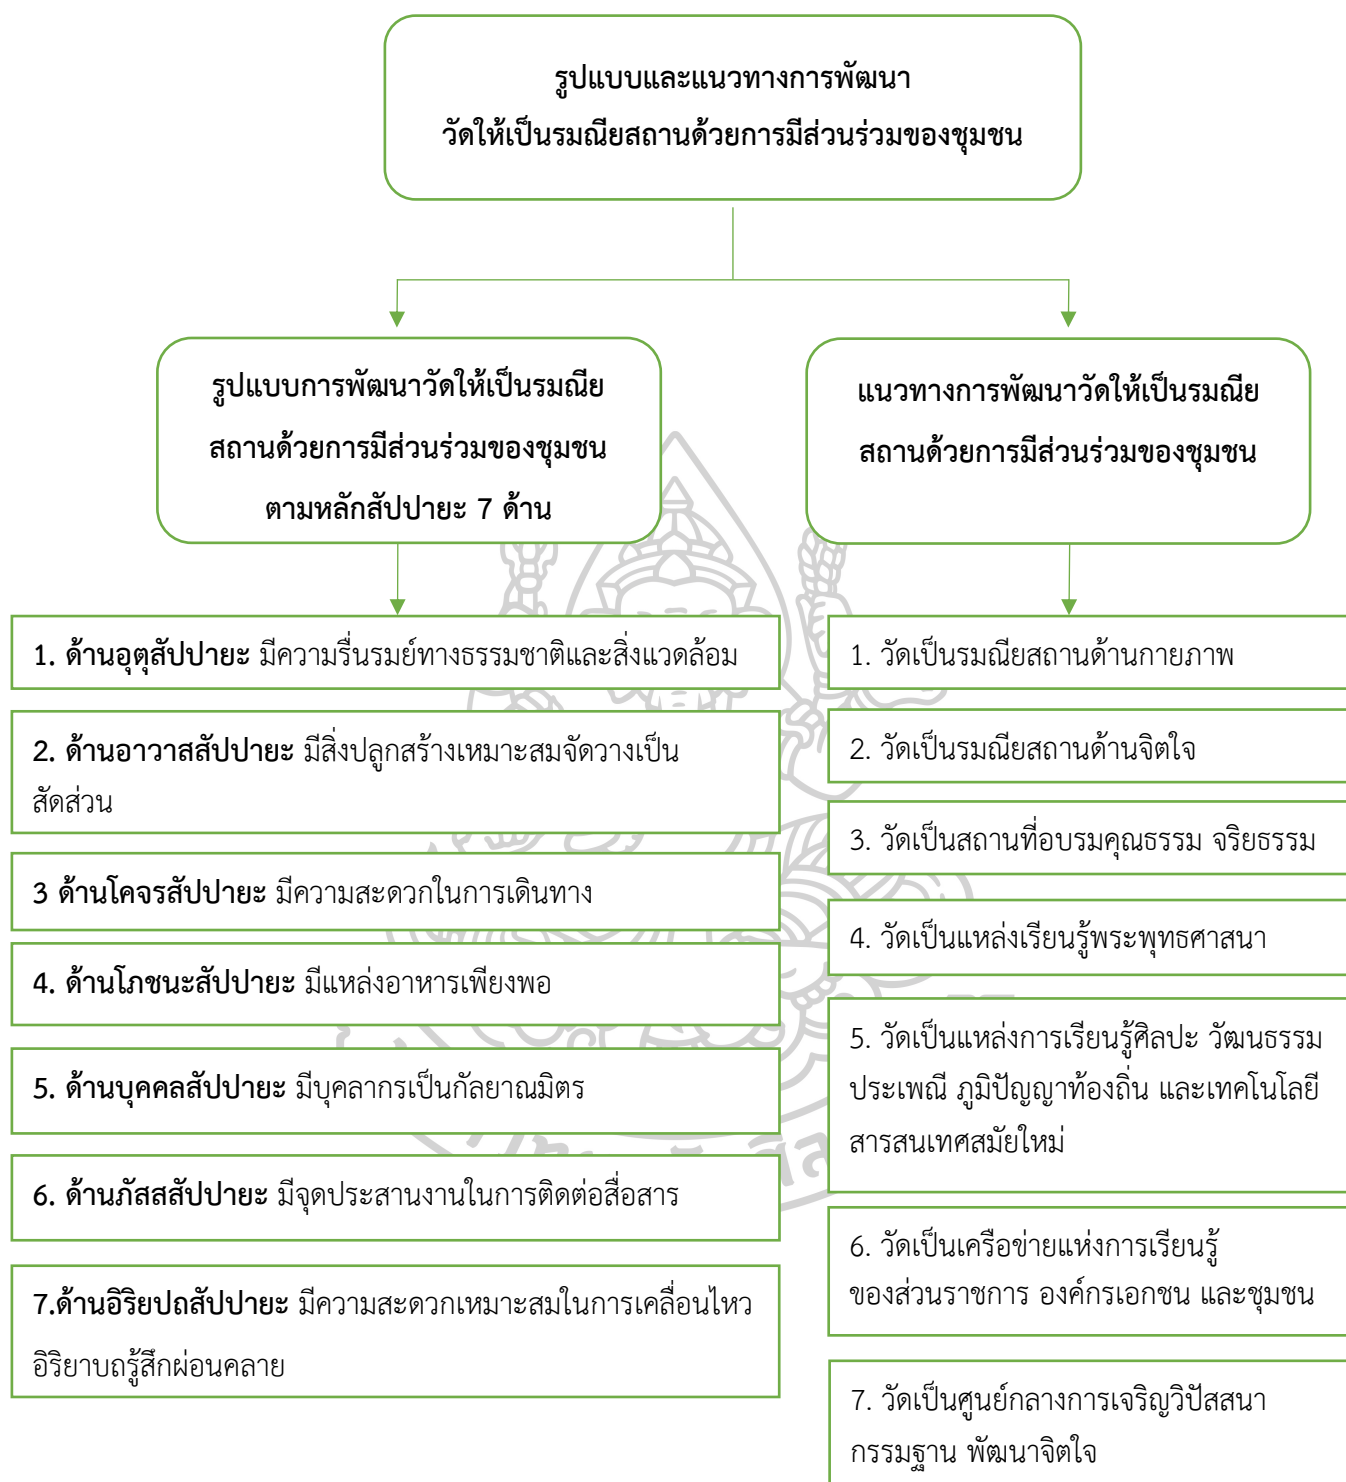 รูปแบบและแนวทางการพัฒนา
วัดให้เป็นรมณียสถานด้วยการมีส่วนร่วมของชุมชน
รูปแบบการพัฒนาวัดให้เป็นรมณีย
สถานด้วยการมีส่วนร่วมของชุมชน
ตามหลักสัปปายะ 7 ด้าน
1. ด้านอุตุสัปปายะ มีความรื่นรมย์ทางธรรมชาติและสิ่งแวดล้อม
2. ด้านอาวาสสัปปายะ มีสิ่งปลูกสร้างเหมาะสมจัดวางเป็น
สัดส่วน
3 ด้านโคจรสัปปายะ มีความสะดวกในการเดินทาง
4. ด้านโภชนะสัปปายะ มีแหล่งอาหารเพียงพอ
5. ด้านบุคคลสัปปายะ มีบุคลากรเป็นกัลยาณมิตร
6. ด้านภัสสสัปปายะ มีจุดประสานงานในการติดต่อสื่อสาร
7.ด้านอิริยปถสัปปายะ มีความสะดวกเหมาะสมในการเคลื่อนไหว
อิริยาบถรู้สึกผ่อนคลาย
แนวทางการพัฒนาวัดให้เป็นรมณีย
สถานด้วยการมีส่วนร่วมของชุมชน
1. วัดเป็นรมณียสถานด้านกายภาพ
2. วัดเป็นรมณียสถานด้านจิตใจ
3. วัดเป็นสถานที่อบรมคุณธรรม จริยธรรม
4. วัดเป็นแหล่งเรียนรู้พระพุทธศาสนา
5. วัดเป็นแหล่งการเรียนรู้ศิลปะ วัฒนธรรม
ประเพณี ภูมิปัญญาท้องถิ่น และเทคโนโลยี
สารสนเทศสมัยใหม่
6. วัดเป็นเครือข่ายแห่งการเรียนรู้
ของส่วนราชการ องค์กรเอกชน และชุมชน
7. วัดเป็นศูนย์กลางการเจริญวิปัสสนา
กรรมฐาน พัฒนาจิตใจ